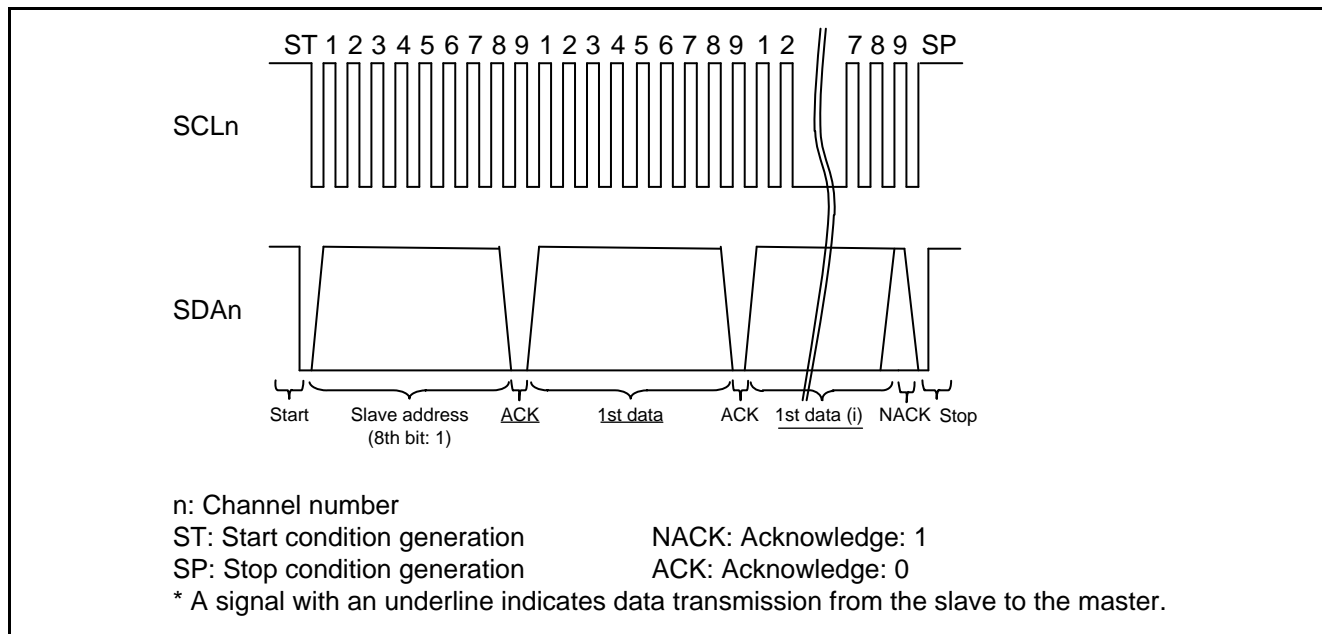 ST 1 2 3 4 5 6 7 8 9 1 2 3 4 5 6 7 8 9 1 2 7 8 9 SP
SCLn
SDAn
Start Slave address ACK 1st data ACK 1st data (i) NACK Stop
(8th bit: 1)
n: Channel number
ST: Start condition generation NACK: Acknowledge: 1
SP: Stop condition generation ACK: Acknowledge: 0
* A signal with an underline indicates data transmission from the slave to the master.